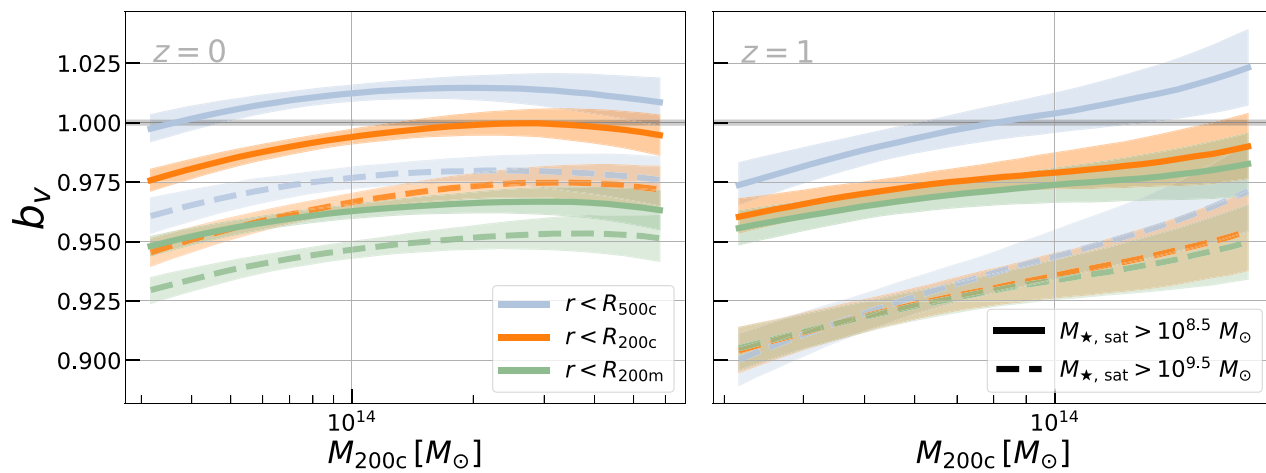 z = 0
z = 1
b_v
1.025
1.000
0.975
0.950
0.925
0.900
r < R_500c
r < R_200c
r < R_200m
M_★, sat > 10^8.5 M_⊙
M_★, sat > 10^9.5 M_⊙
10^14
10^14
M_200c [M_⊙]
M_200c [M_⊙]